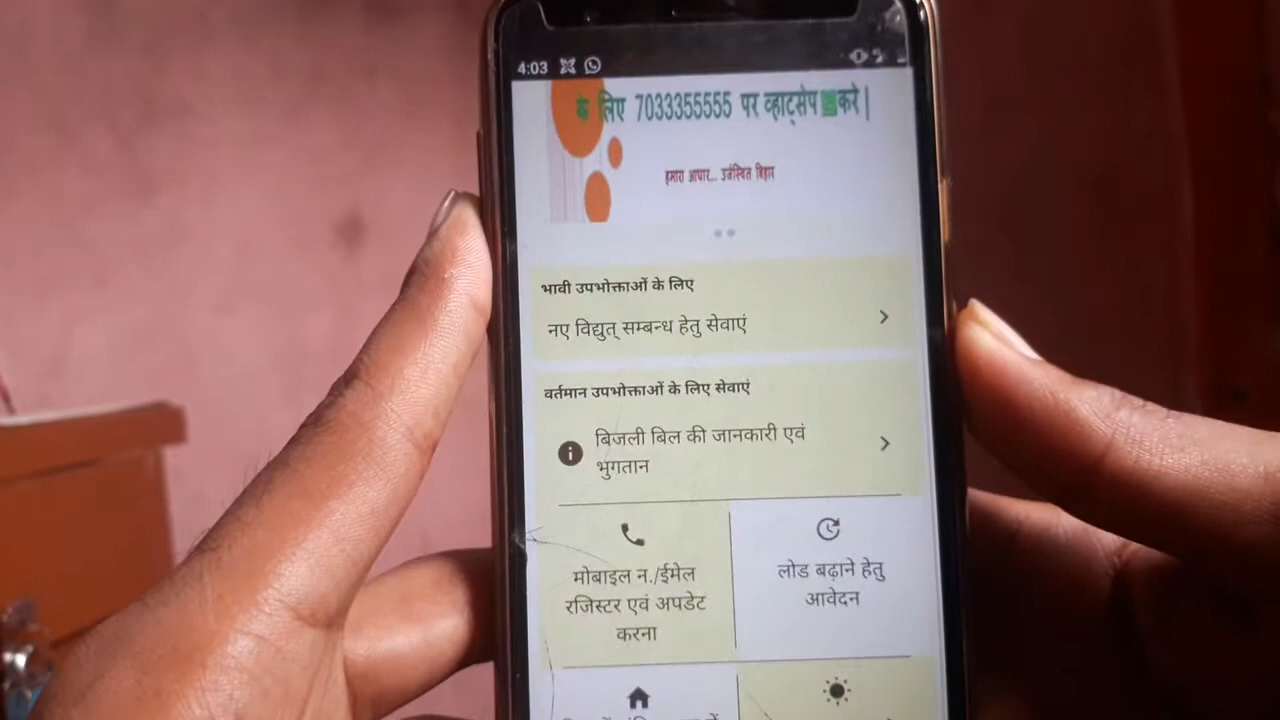 4:03
के लिए 7033355555 पर व्हाट्सेप करे |
हमारा आधार... उर्जस्वित बिहार
भावी उपभोक्ताओं के लिए
नए विद्युत् सम्बन्ध हेतु सेवाएं
वर्तमान उपभोक्ताओं के लिए सेवाएं
बिजली बिल की जानकारी एवं
भुगतान
मोबाइल न./ईमेल
रजिस्टर एवं अपडेट
करना
लोड बढ़ाने हेतु
आवेदन